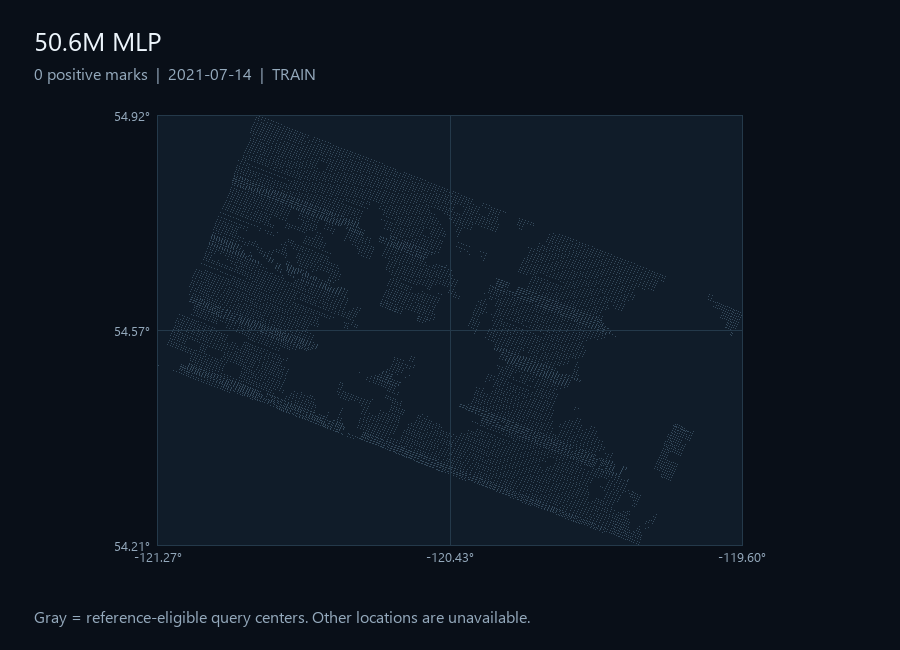 50.6M MLP
0 positive marks | 2021-07-14 | TRAIN
54.92°
54.57°
54.21°
-121.27°
-120.43°
-119.60°
Gray = reference-eligible query centers. Other locations are unavailable.